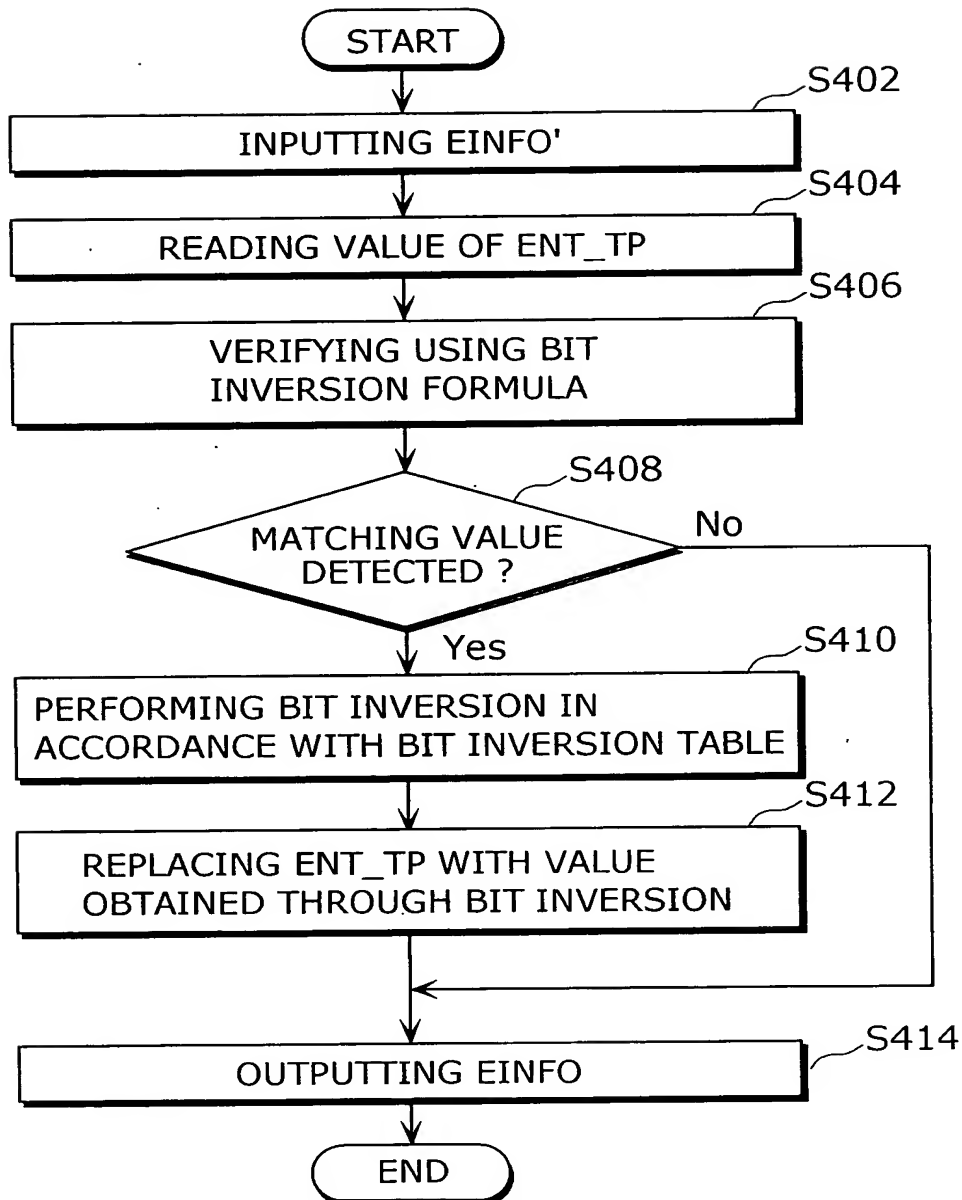 START
S402
INPUTTING EINFO'
S404
READING VALUE OF ENT_TP
S406
VERIFYING USING BIT
INVERSION FORMULA
S408
MATCHING VALUE
DETECTED ?
No
Yes
S410
PERFORMING BIT INVERSION IN
ACCORDANCE WITH BIT INVERSION TABLE
S412
REPLACING ENT_TP WITH VALUE
OBTAINED THROUGH BIT INVERSION
S414
OUTPUTTING EINFO
END